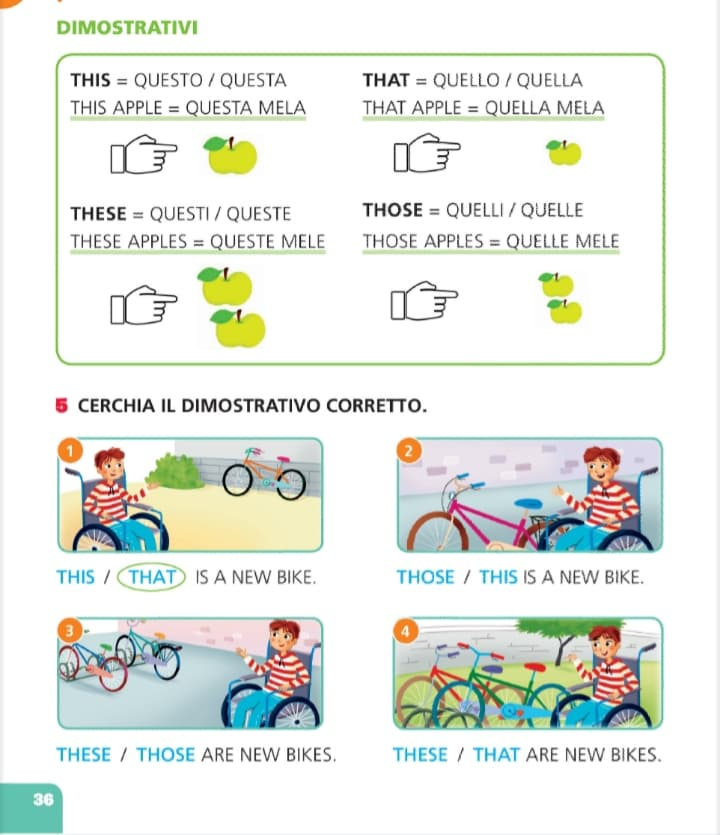 DIMOSTRATIVI
THIS = QUESTO / QUESTA
THIS APPLE = QUESTA MELA
THAT = QUELLO / QUELLA
THAT APPLE = QUELLA MELA
THESE = QUESTI / QUESTE
THESE APPLES = QUESTE MELE
THOSE = QUELLI / QUELLE
THOSE APPLES = QUELLE MELE
5 CERCHIA IL DIMOSTRATIVO CORRETTO.
1
THIS / THAT IS A NEW BIKE.
2
THOSE / THIS IS A NEW BIKE.
3
THESE / THOSE ARE NEW BIKES.
4
THESE / THAT ARE NEW BIKES.
36